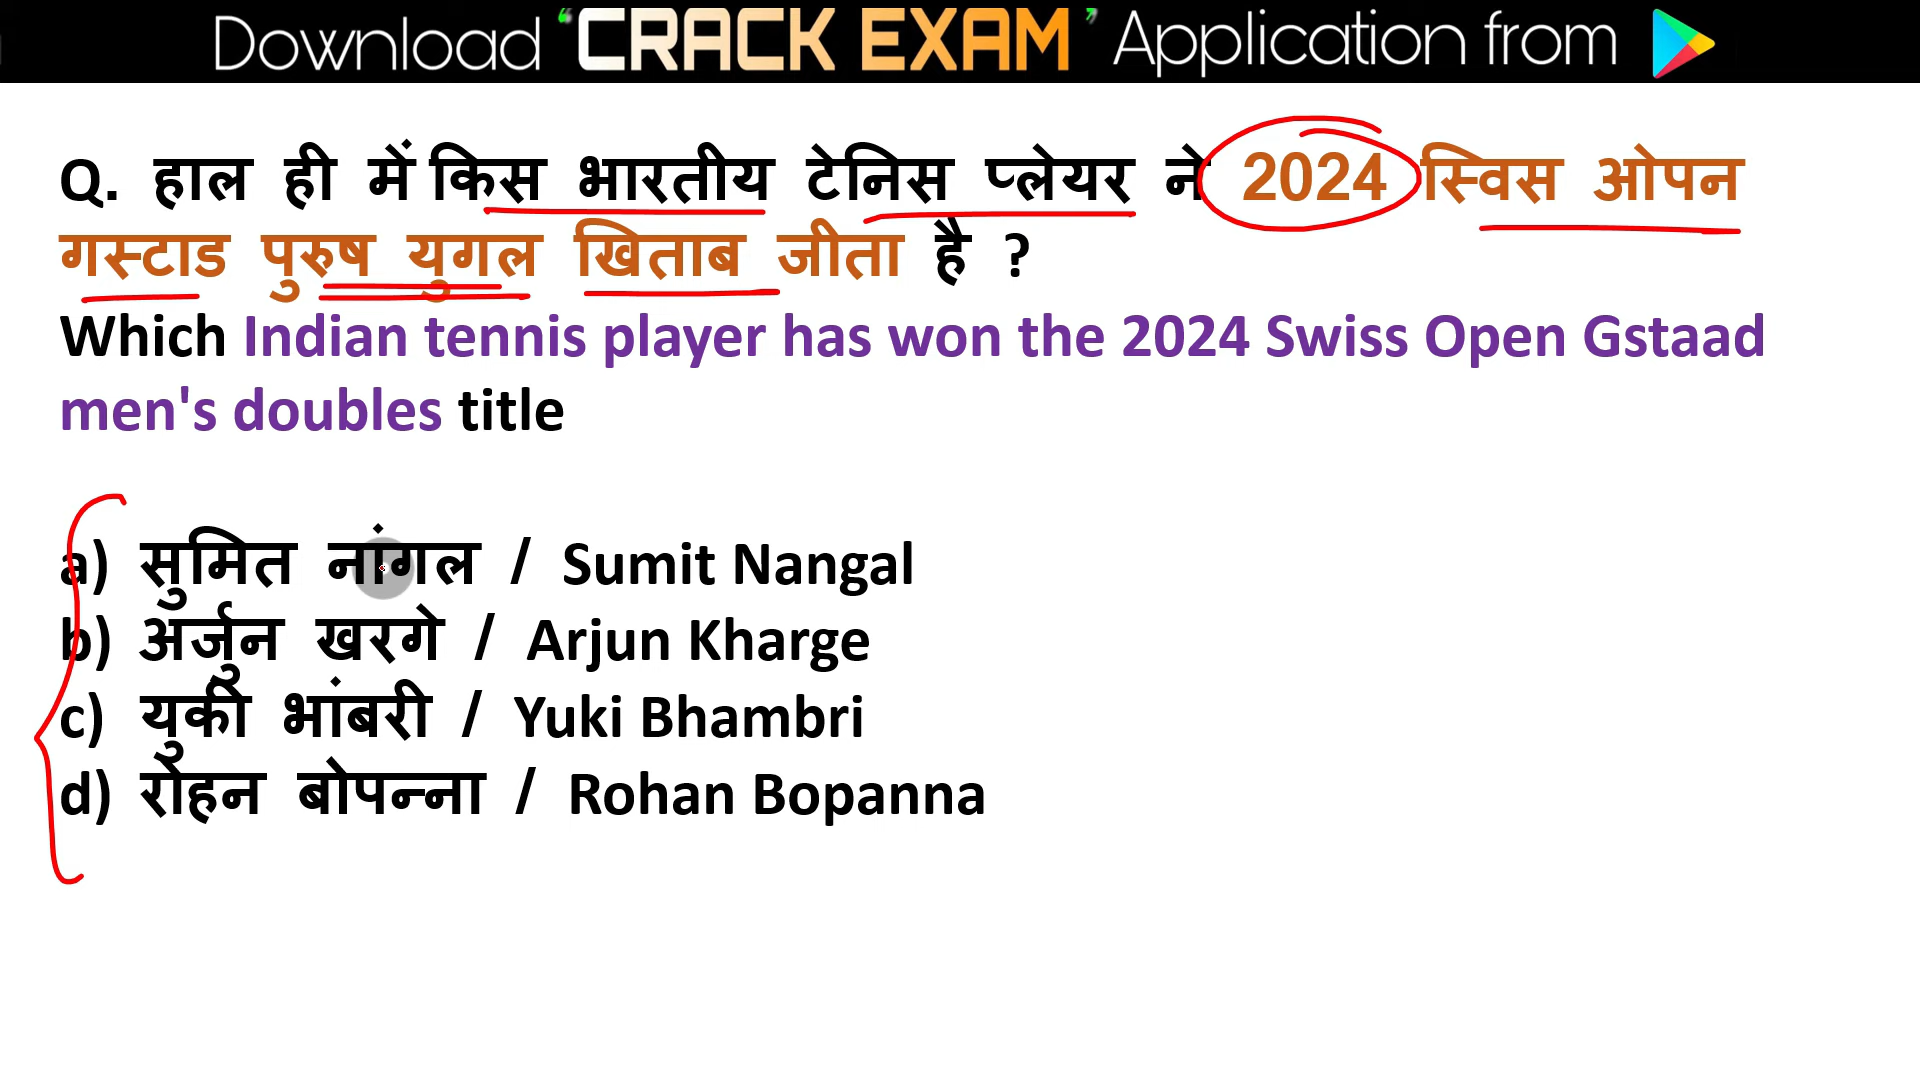 Download ‘CRACK EXAM’ Application from
Q. हाल ही में किस भारतीय टेनिस प्लेयर ने 2024 स्विस ओपन
गस्टाड पुरुष युगल खिताब जीता है ?
Which Indian tennis player has won the 2024 Swiss Open Gstaad
men's doubles title
a) सुमित नांगल / Sumit Nangal
b) अर्जुन खरगे / Arjun Kharge
c) युकी भांबरी / Yuki Bhambri
d) रोहन बोपन्ना / Rohan Bopanna